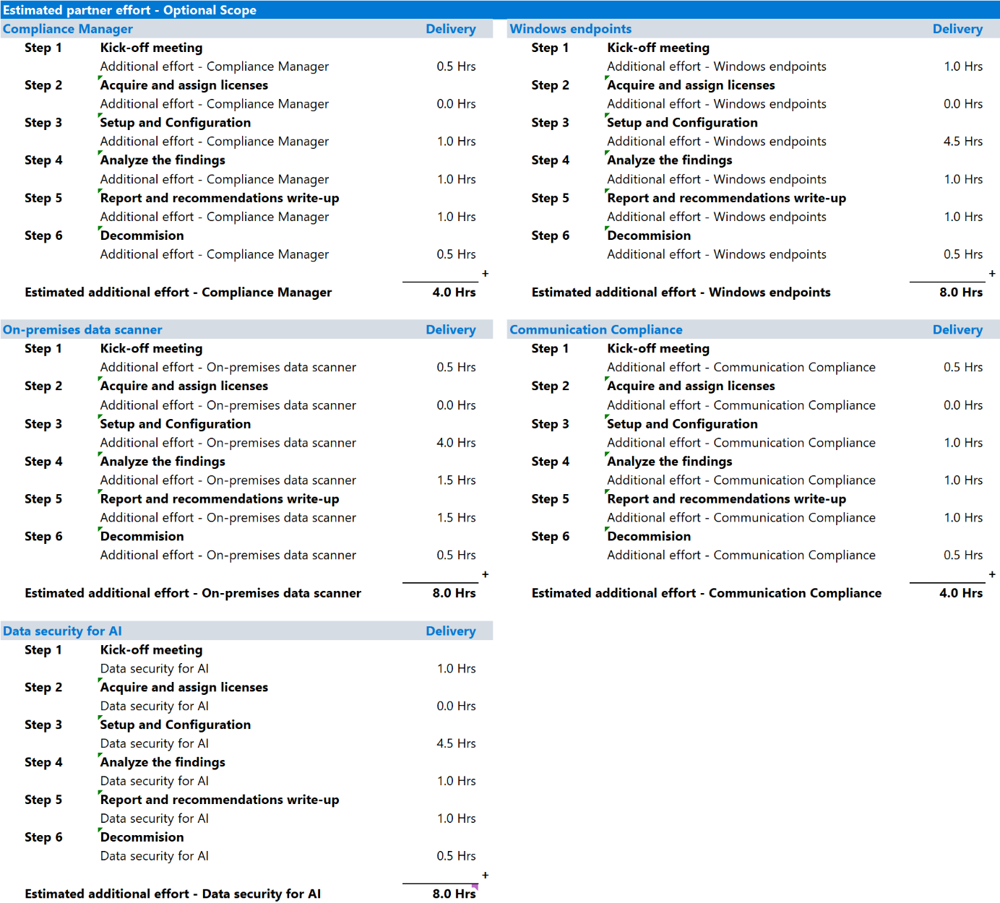 Estimated partner effort - Optional Scope
Compliance Manager Delivery
Step 1 Kick-off meeting
Additional effort - Compliance Manager 0.5 Hrs
Step 2 Acquire and assign licenses
Additional effort - Compliance Manager 0.0 Hrs
Step 3 Setup and Configuration
Additional effort - Compliance Manager 1.0 Hrs
Step 4 Analyze the findings
Additional effort - Compliance Manager 1.0 Hrs
Step 5 Report and recommendations write-up
Additional effort - Compliance Manager 1.0 Hrs
Step 6 Decommision
Additional effort - Compliance Manager 0.5 Hrs
+
Estimated additional effort - Compliance Manager 4.0 Hrs
Windows endpoints Delivery
Step 1 Kick-off meeting
Additional effort - Windows endpoints 1.0 Hrs
Step 2 Acquire and assign licenses
Additional effort - Windows endpoints 0.0 Hrs
Step 3 Setup and Configuration
Additional effort - Windows endpoints 4.5 Hrs
Step 4 Analyze the findings
Additional effort - Windows endpoints 1.0 Hrs
Step 5 Report and recommendations write-up
Additional effort - Windows endpoints 1.0 Hrs
Step 6 Decommision
Additional effort - Windows endpoints 0.5 Hrs
+
Estimated additional effort - Windows endpoints 8.0 Hrs
On-premises data scanner Delivery
Step 1 Kick-off meeting
Additional effort - On-premises data scanner 0.5 Hrs
Step 2 Acquire and assign licenses
Additional effort - On-premises data scanner 0.0 Hrs
Step 3 Setup and Configuration
Additional effort - On-premises data scanner 4.0 Hrs
Step 4 Analyze the findings
Additional effort - On-premises data scanner 1.5 Hrs
Step 5 Report and recommendations write-up
Additional effort - On-premises data scanner 1.5 Hrs
Step 6 Decommision
Additional effort - On-premises data scanner 0.5 Hrs
+
Estimated additional effort - On-premises data scanner 8.0 Hrs
Communication Compliance Delivery
Step 1 Kick-off meeting
Additional effort - Communication Compliance 0.5 Hrs
Step 2 Acquire and assign licenses
Additional effort - Communication Compliance 0.0 Hrs
Step 3 Setup and Configuration
Additional effort - Communication Compliance 1.0 Hrs
Step 4 Analyze the findings
Additional effort - Communication Compliance 1.0 Hrs
Step 5 Report and recommendations write-up
Additional effort - Communication Compliance 1.0 Hrs
Step 6 Decommision
Additional effort - Communication Compliance 0.5 Hrs
+
Estimated additional effort - Communication Compliance 4.0 Hrs
Data security for AI Delivery
Step 1 Kick-off meeting
Data security for AI 1.0 Hrs
Step 2 Acquire and assign licenses
Data security for AI 0.0 Hrs
Step 3 Setup and Configuration
Data security for AI 4.5 Hrs
Step 4 Analyze the findings
Data security for AI 1.0 Hrs
Step 5 Report and recommendations write-up
Data security for AI 1.0 Hrs
Step 6 Decommision
Data security for AI 0.5 Hrs
+
Estimated additional effort - Data security for AI 8.0 Hrs